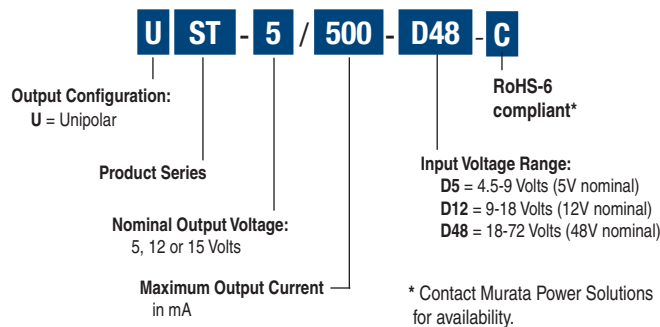 U ST - 5 / 500 - D48 - C
Output Configuration:
U = Unipolar
RoHS-6
compliant*
Product Series
Input Voltage Range:
D5 = 4.5-9 Volts (5V nominal)
D12 = 9-18 Volts (12V nominal)
D48 = 18-72 Volts (48V nominal)
Nominal Output Voltage:
5, 12 or 15 Volts
Maximum Output Current
in mA
* Contact Murata Power Solutions
for availability.